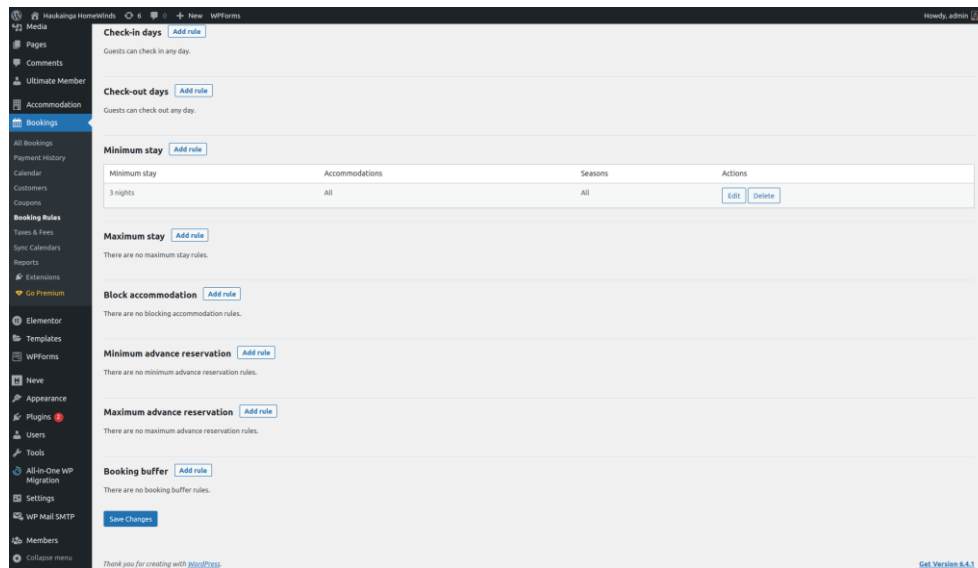 Haukainga HomeWinds 6 0 New WPForms Howdy, admin
Media
Pages
Comments
Ultimate Member
Accommodation
Bookings
All Bookings
Payment History
Calendar
Customers
Coupons
Booking Rules
Taxes & Fees
Sync Calendars
Reports
Extensions
Go Premium
Elementor
Templates
WPForms
Neve
Appearance
Plugins 2
Users
Tools
All-in-One WP
Migration
Settings
WP Mail SMTP
Members
Collapse menu
Check-in days Add rule
Guests can check in any day.
Check-out days Add rule
Guests can check out any day.
Minimum stay Add rule
Minimum stay Accommodations Seasons Actions
3 nights All All Edit Delete
Maximum stay Add rule
There are no maximum stay rules.
Block accommodation Add rule
There are no blocking accommodation rules.
Minimum advance reservation Add rule
There are no minimum advance reservation rules.
Maximum advance reservation Add rule
There are no maximum advance reservation rules.
Booking buffer Add rule
There are no booking buffer rules.
Save Changes
Thank you for creating with WordPress. Get Version 6.4.1